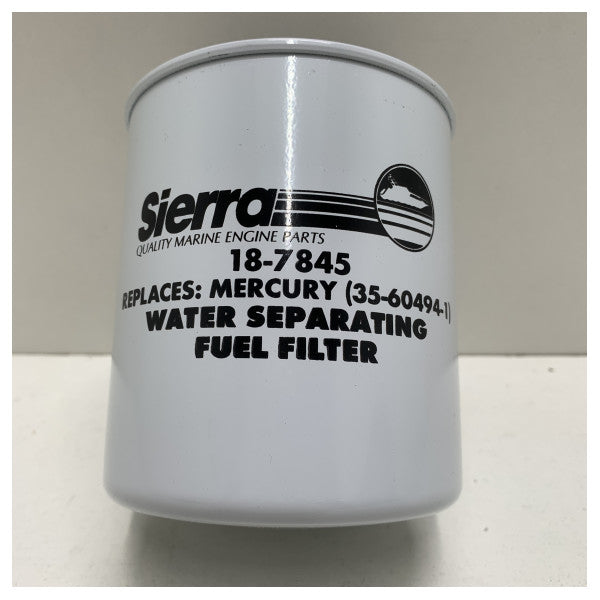 Sierra
QUALITY MARINE ENGINE PARTS
18-7845
REPLACES: MERCURY (35-60494-1)
WATER SEPARATING
FUEL FILTER